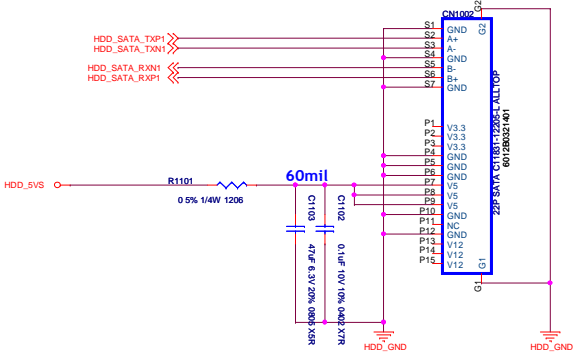 CN1002
G2
HDD_SATA_TXP1
HDD_SATA_TXN1
HDD_SATA_RXN1
HDD_SATA_RXP1
S1 GND
S2 A+
S3 A-
S4 GND
S5 B-
S6 B+
S7 GND
G2
P1 V3.3
P2 V3.3
P3 V3.3
P4 GND
P5 GND
P6 GND
P7 V5
P8 V5
P9 V5
P10 GND
P11 NC
P12 GND
P13 V12
P14 V12
P15 V12
G1
G1
22P SATA C11831-12205-L ALLTOP
6012B0321401
HDD_5VS
R1101
0 5% 1/4W 1206
60mil
C1103
47uF 6.3V 20% 0805 X5R
C1102
0.1uF 10V 10% 0402 X7R
HDD_GND
HDD_GND